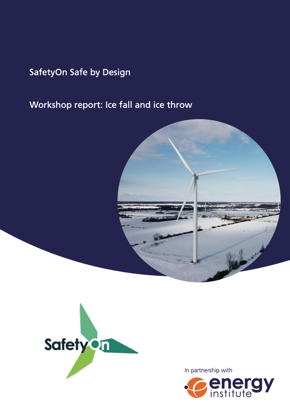 SafetyOn Safe by Design
Workshop report: Ice fall and ice throw
SafetyOn
In partnership with
energy
institute